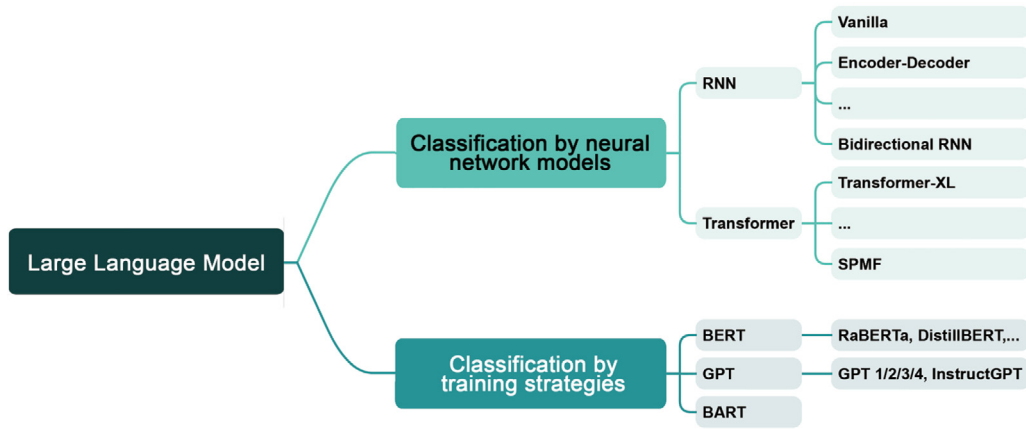 Large Language Model
Classification by neural
network models
RNN
Vanilla
Encoder-Decoder
...
Bidirectional RNN
Transformer
Transformer-XL
...
SPMF
Classification by
training strategies
BERT
RaBERTa, DistillBERT,...
GPT
GPT 1/2/3/4, InstructGPT
BART